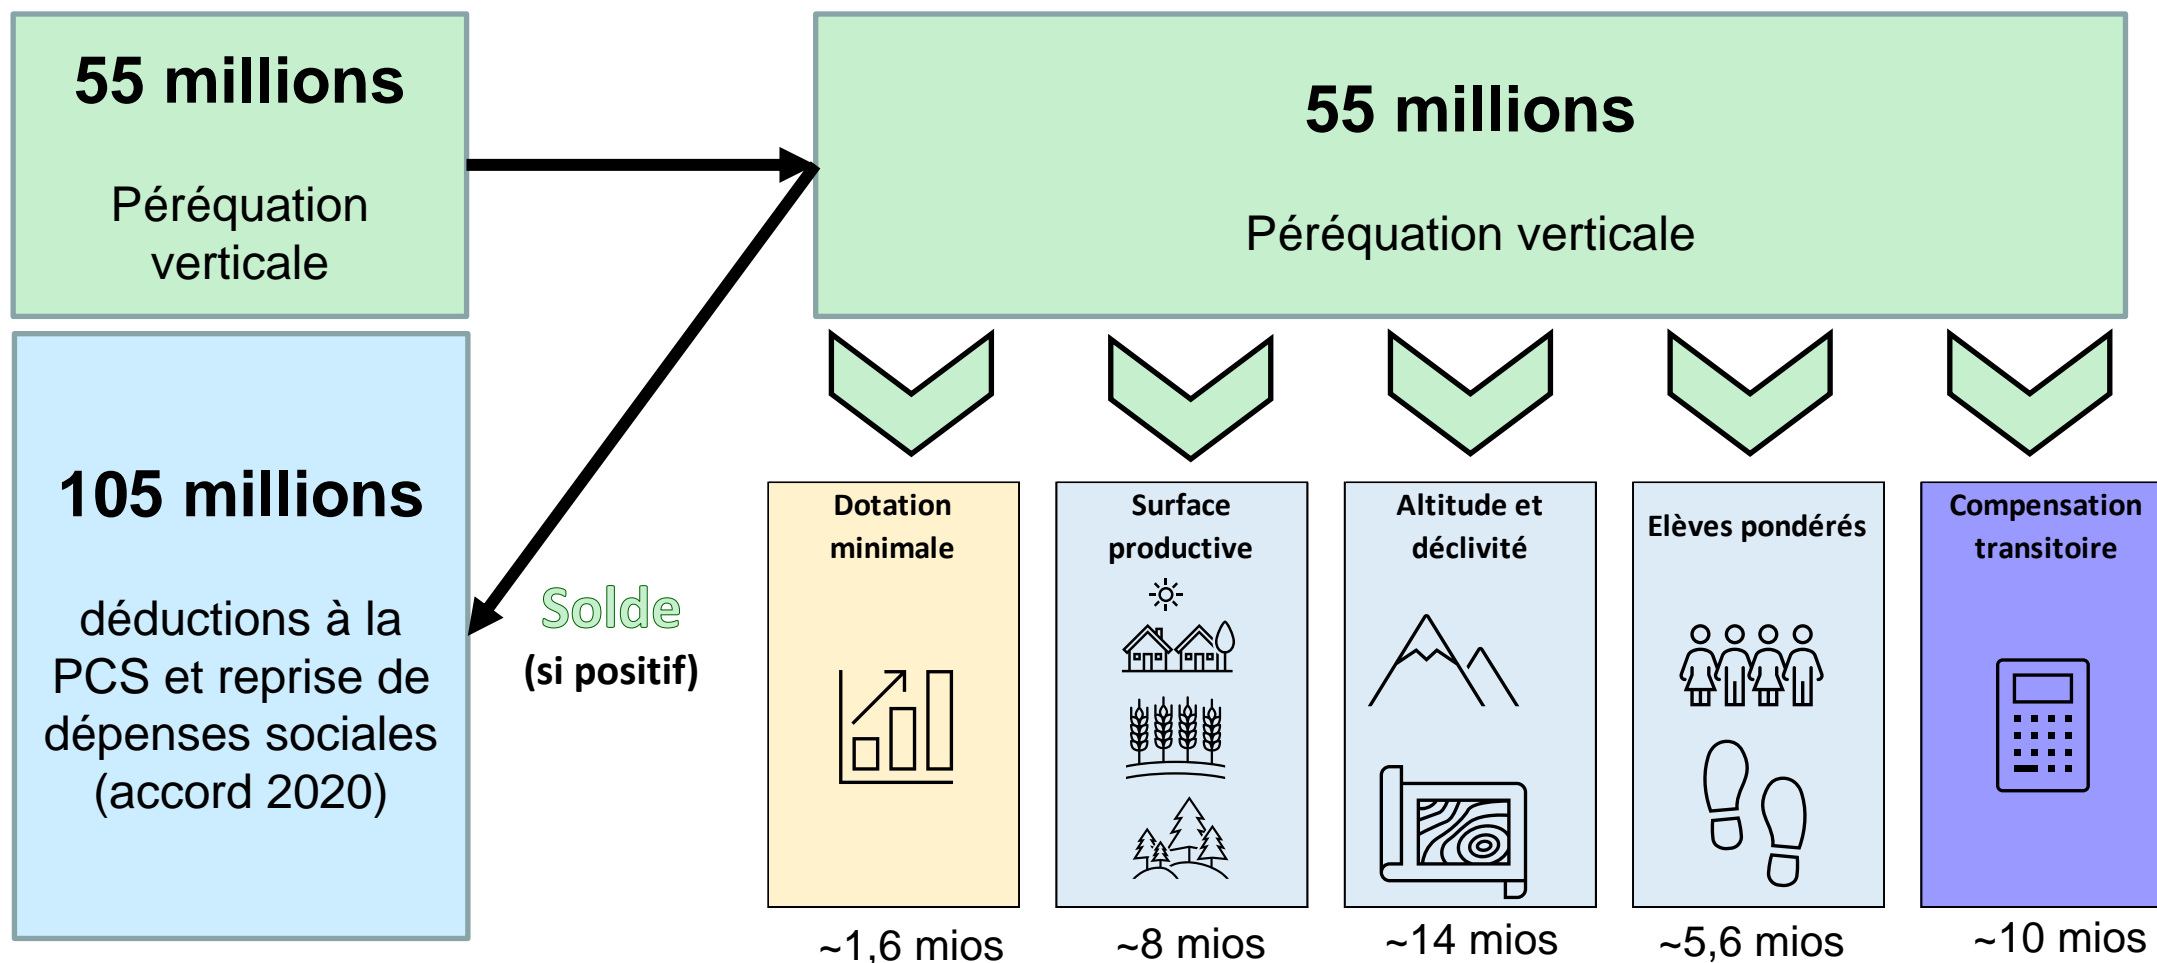 55 millions
Péréquation
verticale
105 millions
déductions à la
PCS et reprise de
dépenses sociales
(accord 2020)
Solde
(si positif)
55 millions
Péréquation verticale
Dotation
minimale
~1,6 mios
Surface
productive
~8 mios
Altitude et
déclivité
~14 mios
Elèves pondérés
~5,6 mios
Compensation
transitoire
~10 mios